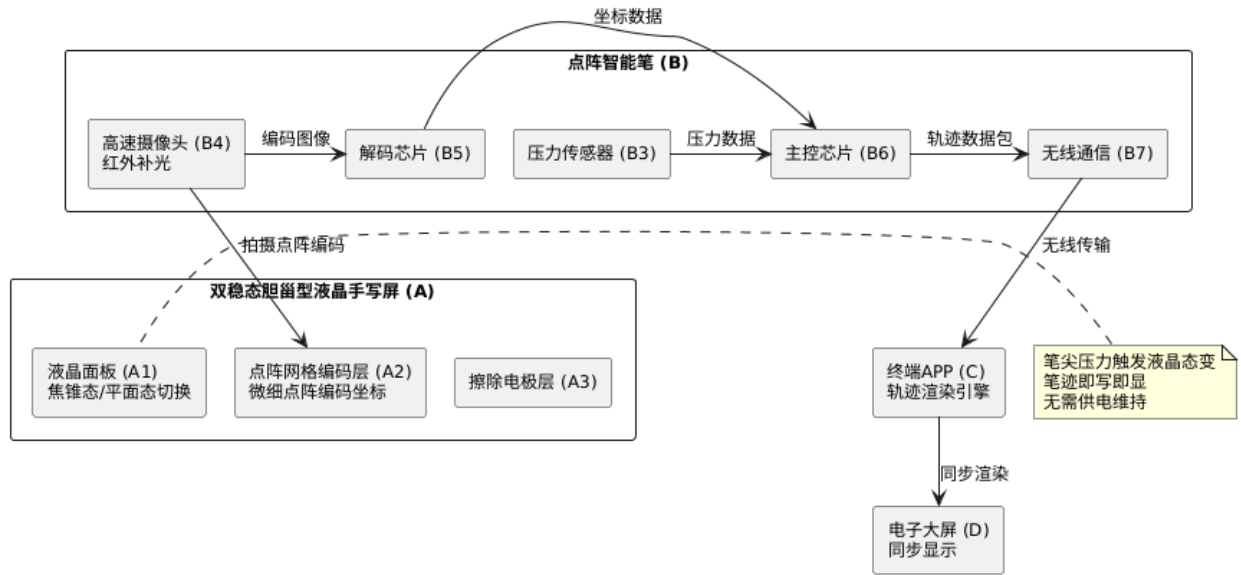 坐标数据
点阵智能笔 (B)
高速摄像头 (B4)
红外补光
编码图像
解码芯片 (B5)
压力传感器 (B3)
压力数据
主控芯片 (B6)
轨迹数据包
无线通信 (B7)
拍摄点阵编码
无线传输
双稳态胆甾型液晶手写屏 (A)
液晶面板 (A1)
焦锥态/平面态切换
点阵网格编码层 (A2)
微细点阵编码坐标
擦除电极层 (A3)
终端APP (C)
轨迹渲染引擎
笔尖压力触发液晶态变
笔迹即写即显
无需供电维持
同步渲染
电子大屏 (D)
同步显示